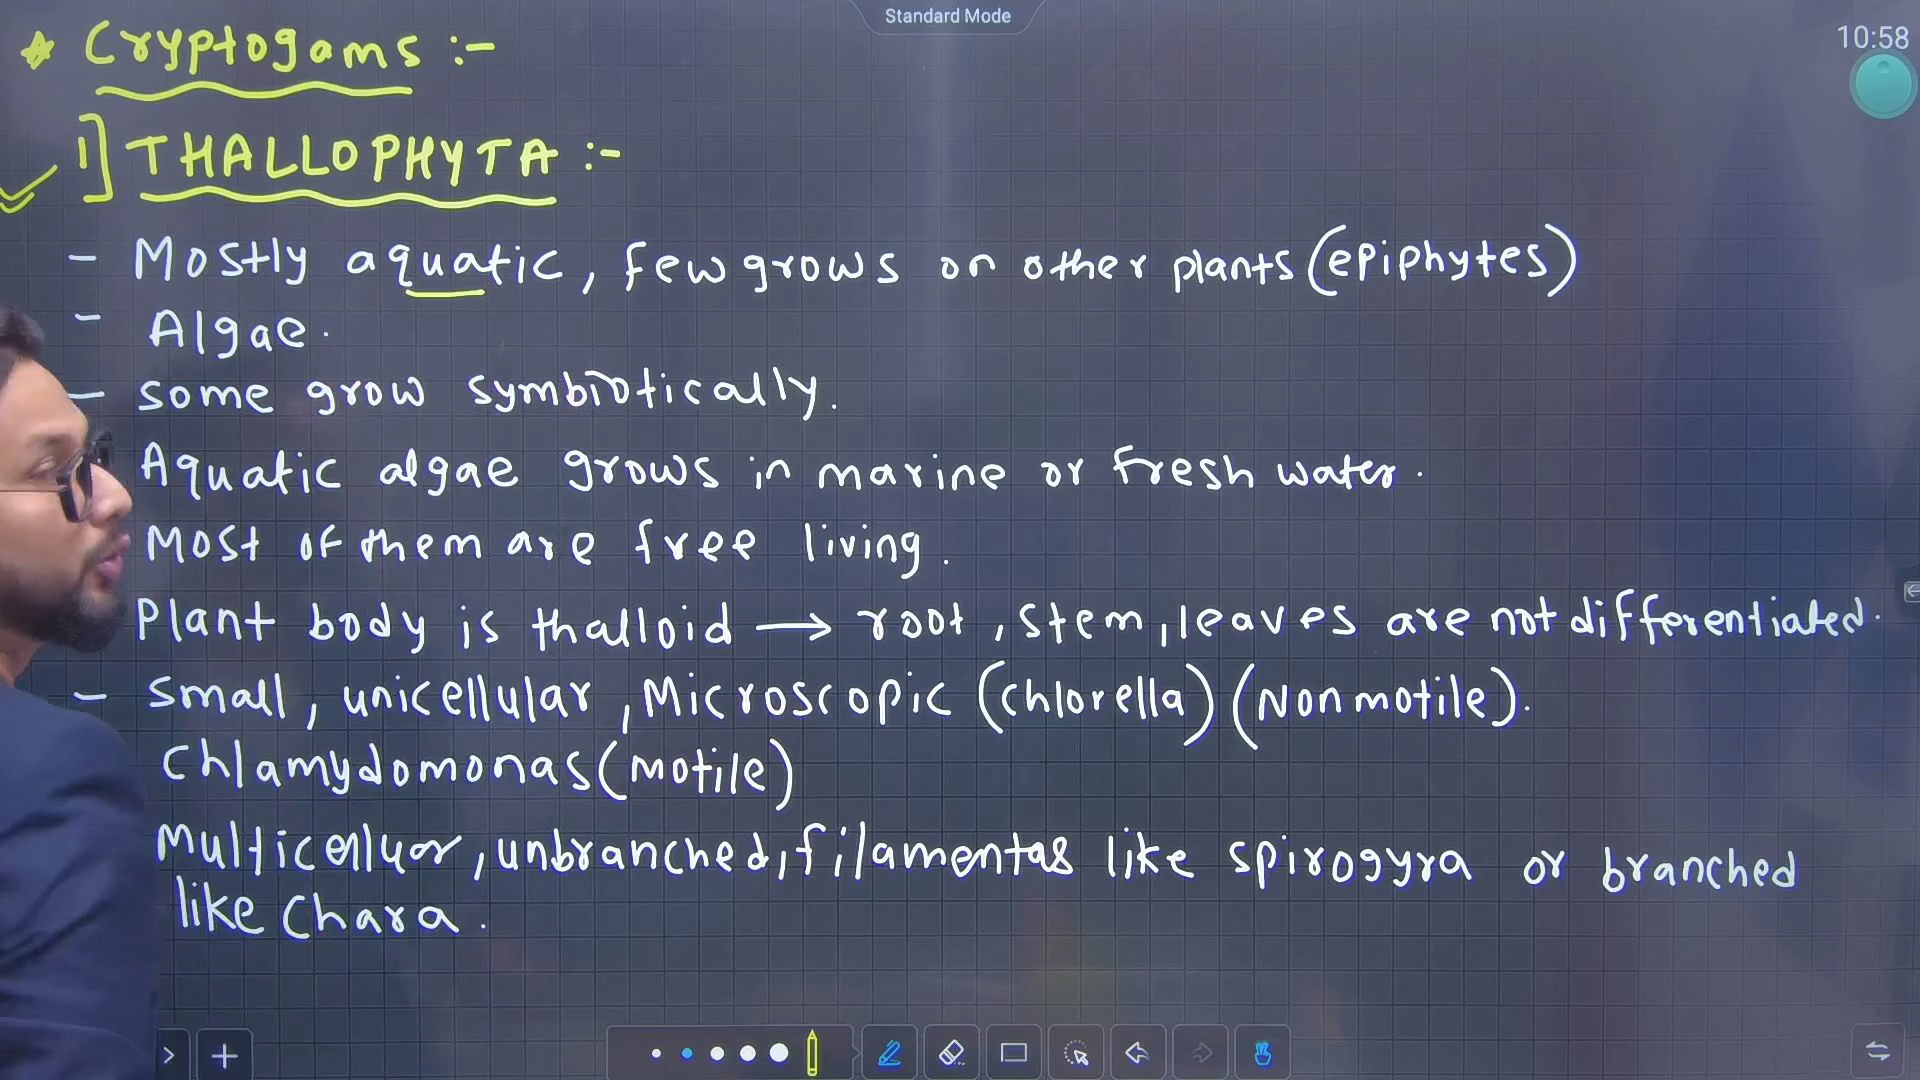 Standard Mode
10:58
Cryptogams :-
1] THALLOPHYTA :-
- Mostly aquatic, few grows on other plants (epiphytes)
- Algae.
- some grow symbiotically.
Aquatic algae grows in marine or fresh water.
Most of them are free living.
Plant body is thalloid → root, stem, leaves are not differentiated.
- Small, unicellular, Microscopic (chlorella) (Non motile).
Chlamydomonas (motile)
unbranched, like spirogyra or branched
like Chara.